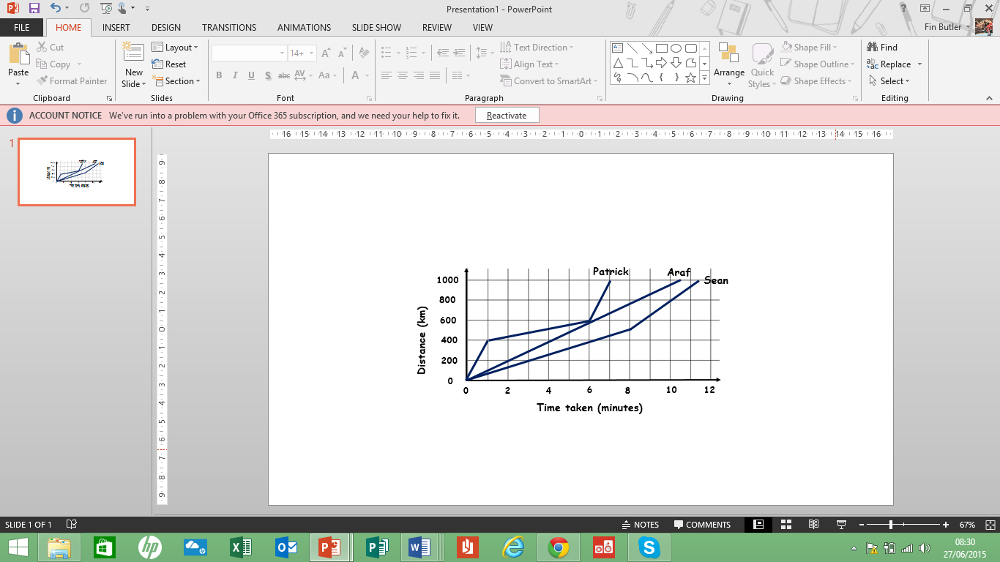 Presentation1 - PowerPoint
?
FILE HOME INSERT DESIGN TRANSITIONS ANIMATIONS SLIDE SHOW REVIEW VIEW Fin Butler
Paste
Cut
Copy
Format Painter
Clipboard
New
Slide
Layout
Reset
Section
Slides
14+
B I U S abc AV Aa A
Font
Text Direction
Align Text
Convert to SmartArt
Paragraph
Arrange
Quick
Styles
Shape Fill
Shape Outline
Shape Effects
Drawing
Find
Replace
Select
Editing
ACCOUNT NOTICE We've run into a problem with your Office 365 subscription, and we need your help to fix it. Reactivate
16 15 14 13 12 11 10 9 8 7 6 5 4 3 2 1 0 1 2 3 4 5 6 7 8 9 10 11 12 13 14 15 16
9 8 7 6 5 4 3 2 1 0 1 2 3 4 5 6 7 8 9
1
Patrick Araf Sean
1000
800
600
400
200
0
Distance (km)
0 2 4 6 8 10 12
Time taken (minutes)
SLIDE 1 OF 1 NOTES COMMENTS 67%
08:30
27/06/2015